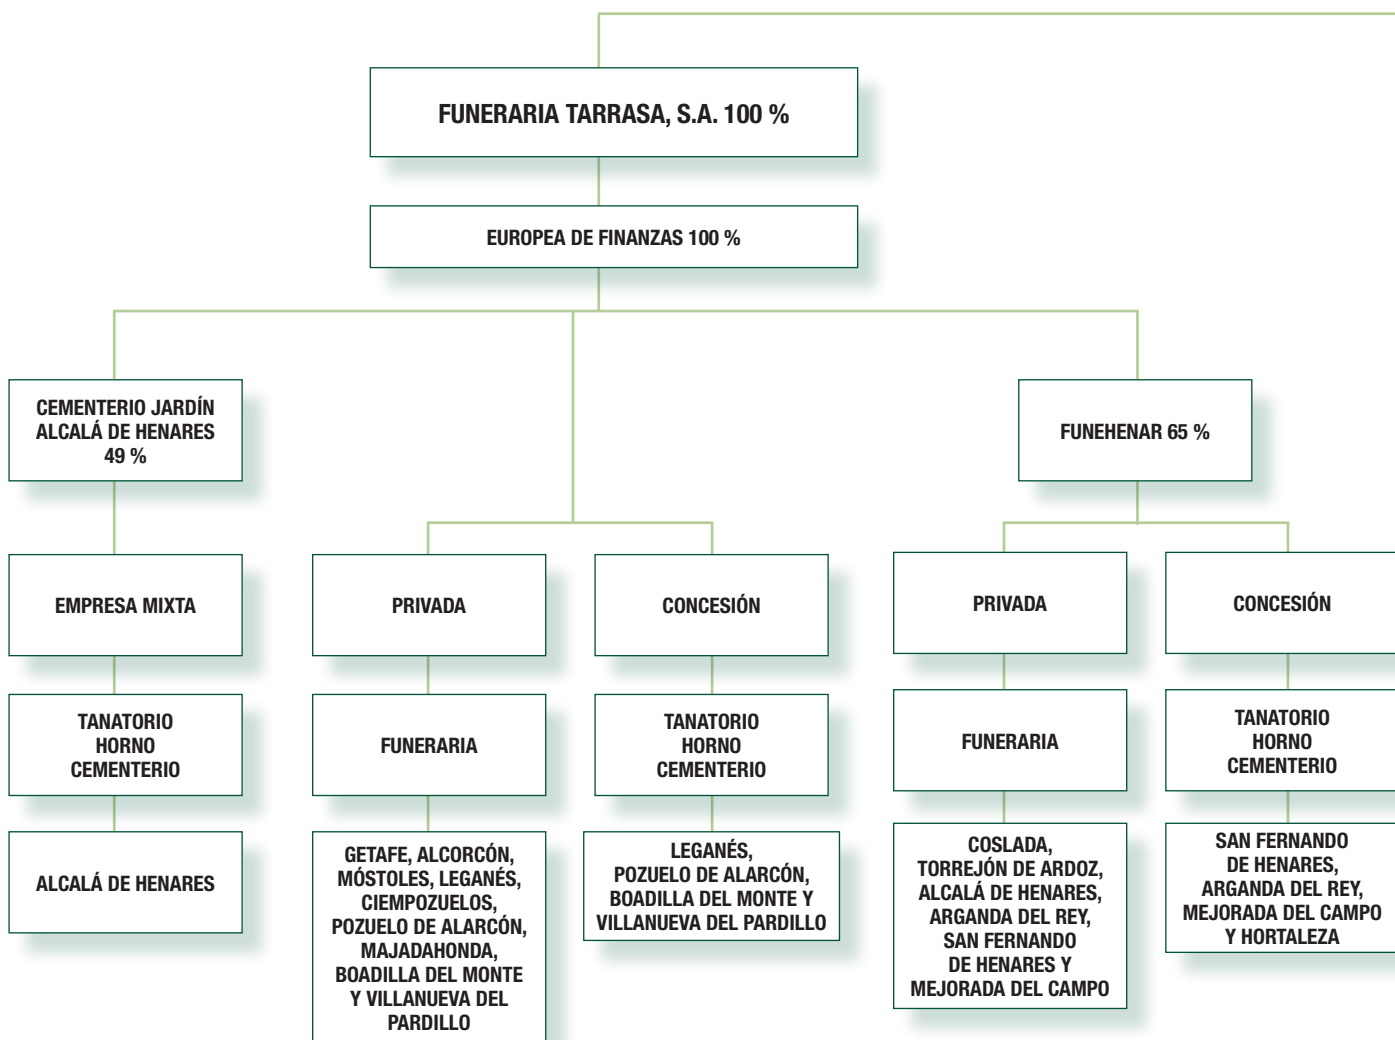 FUNERARIA TARRASA, S.A. 100 %
EUROPEA DE FINANZAS 100 %
CEMENTERIO JARDÍN
ALCALÁ DE HENARES
49 %
FUNEHENAR 65 %
EMPRESA MIXTA
PRIVADA
CONCESIÓN
PRIVADA
CONCESIÓN
TANATORIO
HORNO
CEMENTERIO
FUNERARIA
TANATORIO
HORNO
CEMENTERIO
FUNERARIA
TANATORIO
HORNO
CEMENTERIO
ALCALÁ DE HENARES
GETAFE, ALCORCÓN,
MÓSTOLES, LEGANÉS,
CIEMPOZUELOS,
POZUELO DE ALARCÓN,
MAJADAHONDA,
BOADILLA DEL MONTE
Y VILLANUEVA DEL
PARDILLO
LEGANÉS,
POZUELO DE ALARCÓN,
BOADILLA DEL MONTE Y
VILLANUEVA DEL PARDILLO
COSLADA,
TORREJÓN DE ARDOZ,
ALCALÁ DE HENARES,
ARGANDA DEL REY,
SAN FERNANDO
DE HENARES Y
MEJORADA DEL CAMPO
SAN FERNANDO
DE HENARES,
ARGANDA DEL REY,
MEJORADA DEL CAMPO
Y HORTALEZA